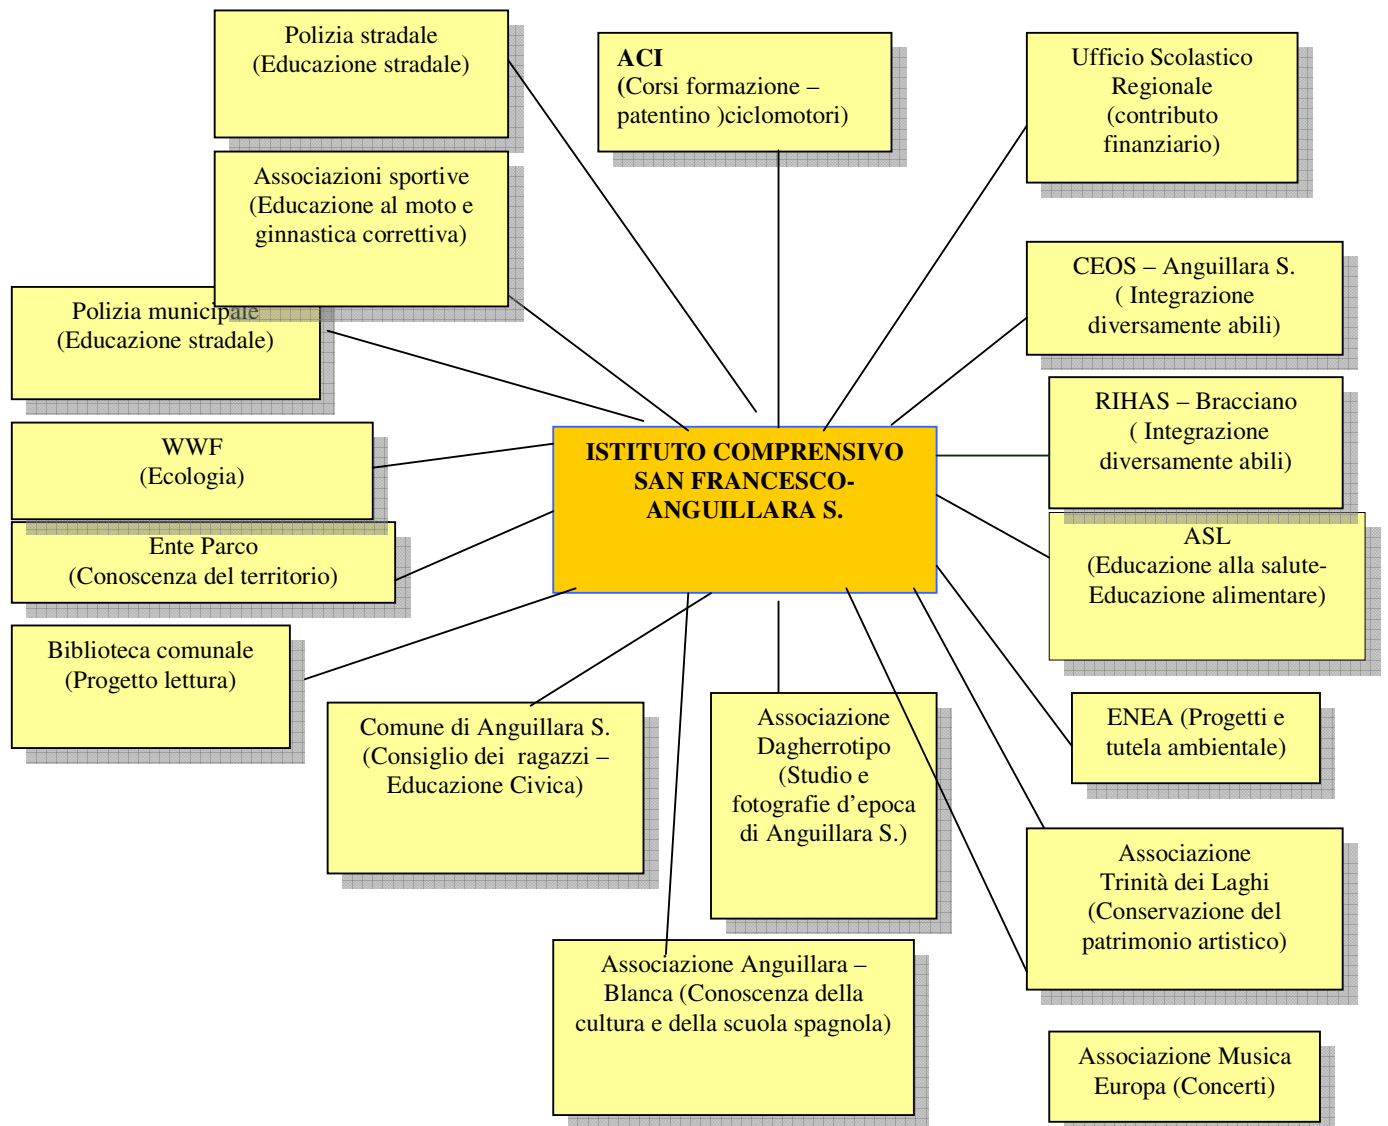 Polizia stradale
(Educazione stradale)
ACI
(Corsi formazione –
patentino )ciclomotori)
Ufficio Scolastico
Regionale
(contributo
finanziario)
Associazioni sportive
(Educazione al moto e
ginnastica correttiva)
CEOS – Anguillara S.
( Integrazione
diversamente abili)
Polizia municipale
(Educazione stradale)
RIHAS – Bracciano
( Integrazione
diversamente abili)
WWF
(Ecologia)
ISTITUTO COMPRENSIVO
SAN FRANCESCO-
ANGUILLARA S.
Ente Parco
(Conoscenza del territorio)
ASL
(Educazione alla salute-
Educazione alimentare)
Biblioteca comunale
(Progetto lettura)
Comune di Anguillara S.
(Consiglio dei  ragazzi –
Educazione Civica)
Associazione
Dagherrotipo
(Studio e
fotografie d'epoca
di Anguillara S.)
ENEA (Progetti e
tutela ambientale)
Associazione
Trinità dei Laghi
(Conservazione del
patrimonio artistico)
Associazione Anguillara –
Blanca (Conoscenza della
cultura e della scuola spagnola)
Associazione Musica
Europa (Concerti)